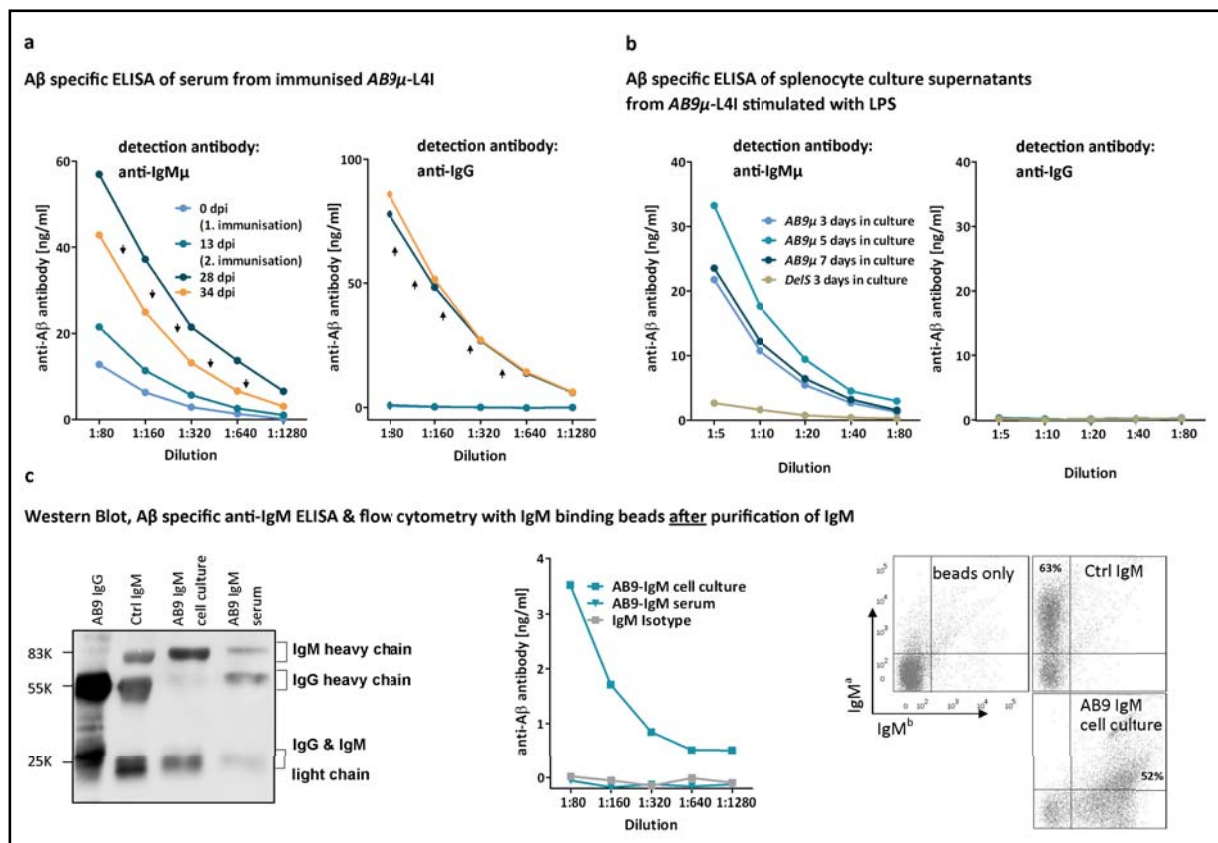 a
Aβ specific ELISA of serum from immunised AB9μ-L4I
detection antibody:
anti-IgMμ
60
40
20
0
anti-Aβ antibody [ng/ml]
0 dpi
(1. immunisation)
13 dpi
(2. immunisation)
28 dpi
34 dpi
1:80 1:160 1:320 1:640 1:1280
Dilution
detection antibody:
anti-IgG
100
50
0
anti-Aβ antibody [ng/ml]
1:80 1:160 1:320 1:640 1:1280
Dilution
b
Aβ specific ELISA of splenocyte culture supernatants
from AB9μ-L4I stimulated with LPS
detection antibody:
anti-IgMμ
40
30
20
10
0
anti-Aβ antibody [ng/ml]
AB9μ 3 days in culture
AB9μ 5 days in culture
AB9μ 7 days in culture
DelS 3 days in culture
1:5 1:10 1:20 1:40 1:80
Dilution
detection antibody:
anti-IgG
40
30
20
10
0
anti-Aβ antibody [ng/ml]
1:5 1:10 1:20 1:40 1:80
Dilution
c
Western Blot, Aβ specific anti-IgM ELISA & flow cytometry with IgM binding beads after purification of IgM
AB9 IgG
Ctrl IgM
AB9 IgM
cell culture
AB9 IgM
serum
83K
55K
25K
IgM heavy chain
IgG heavy chain
IgG & IgM
light chain
4
3
2
1
0
anti-Aβ antibody [ng/ml]
AB9-IgM cell culture
AB9-IgM serum
IgM Isotype
1:80 1:160 1:320 1:640 1:1280
Dilution
10⁵
10⁴
10³
10²
0
beads only
0 10² 10³ 10⁴ 10⁵
IgMᵃ
IgMᵇ
63%
Ctrl IgM
AB9 IgM
cell culture
52%